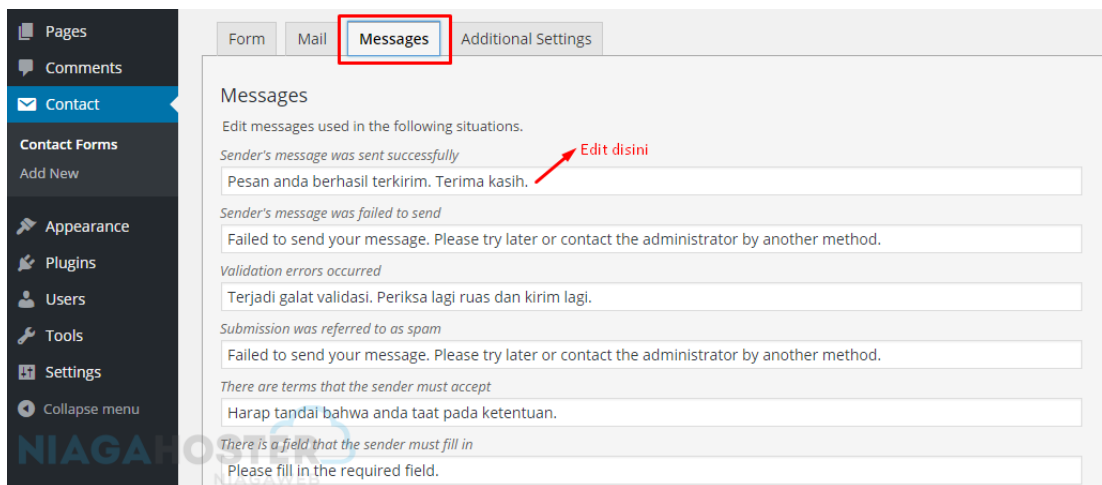 Pages
Comments
Contact
Contact Forms
Add New
Appearance
Plugins
Users
Tools
Settings
Collapse menu
Form Mail Messages Additional Settings
Messages
Edit messages used in the following situations.
Sender's message was sent successfully
Edit disini
Pesan anda berhasil terkirim. Terima kasih.
Sender's message was failed to send
Failed to send your message. Please try later or contact the administrator by another method.
Validation errors occurred
Terjadi galat validasi. Periksa lagi ruas dan kirim lagi.
Submission was referred to as spam
Failed to send your message. Please try later or contact the administrator by another method.
There are terms that the sender must accept
Harap tandai bahwa anda taat pada ketentuan.
There is a field that the sender must fill in
Please fill in the required field.
NIAGAHOSTER
NIAGAWEB